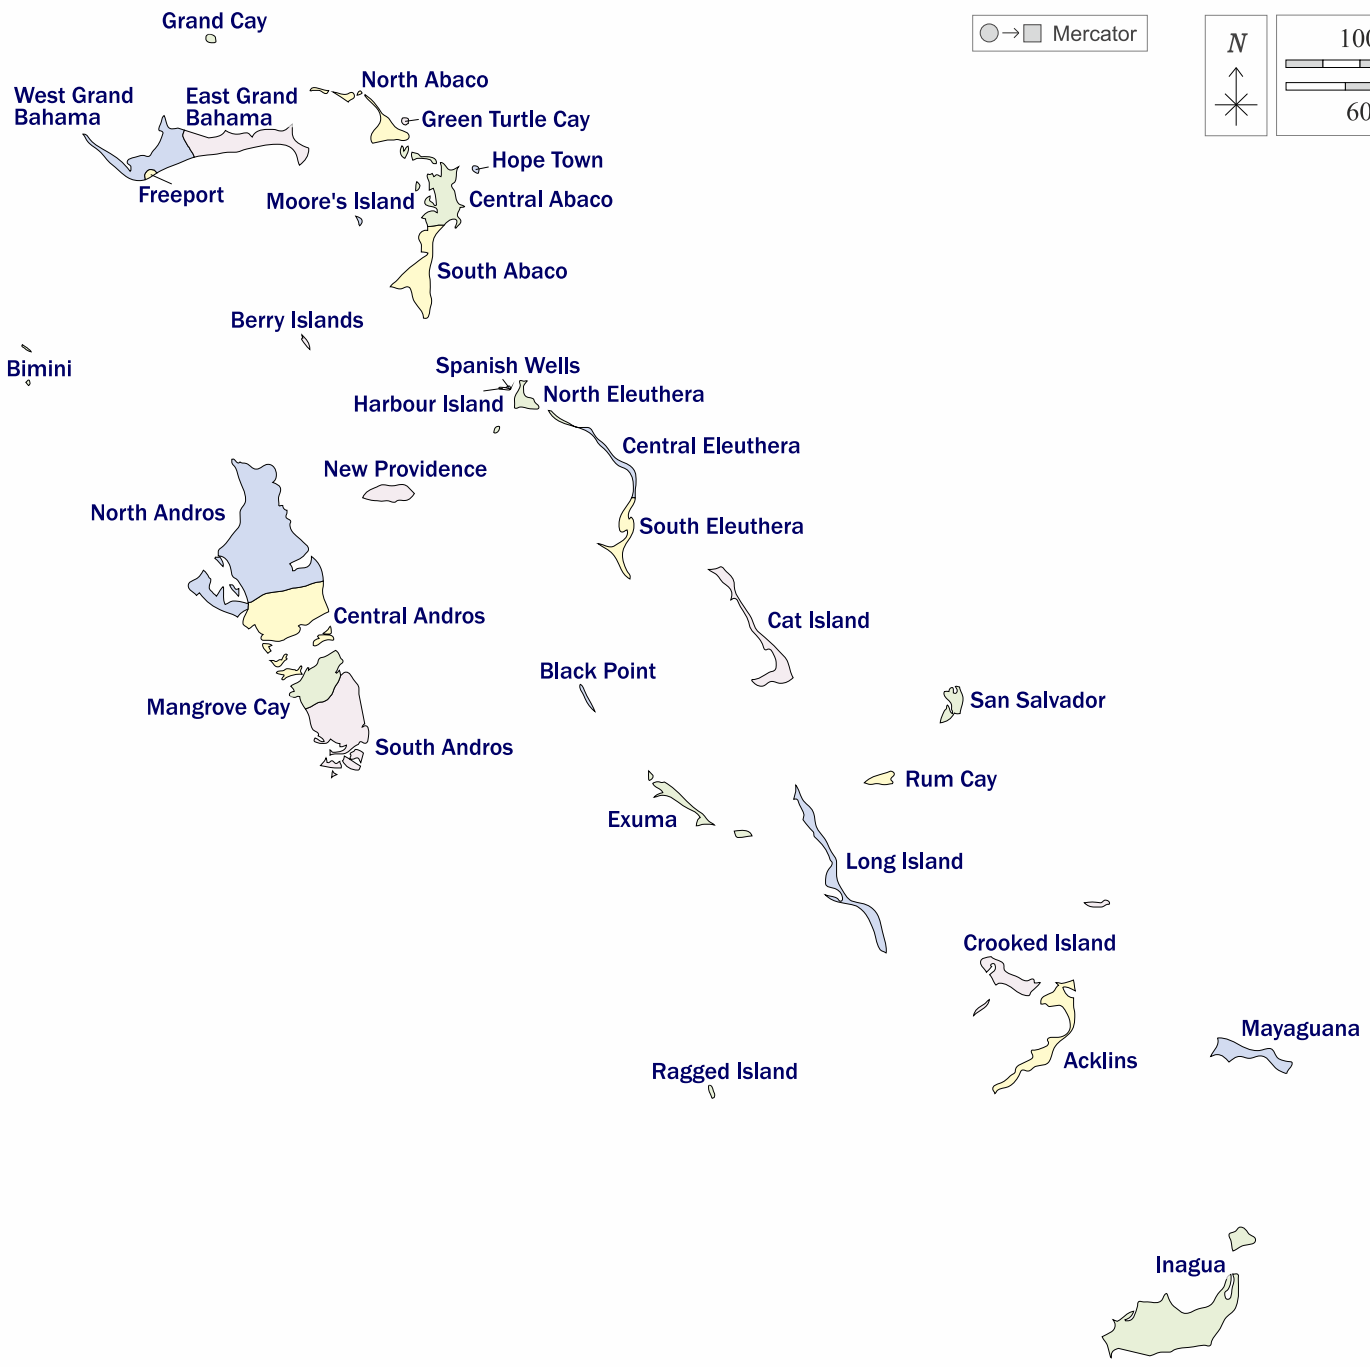 Grand Cay
Mercator
N
100
60
North Abaco
West Grand
Bahama
East Grand
Bahama
Green Turtle Cay
Hope Town
Freeport
Moore's Island
Central Abaco
South Abaco
Berry Islands
Bimini
Spanish Wells
North Eleuthera
Harbour Island
Central Eleuthera
New Providence
North Andros
South Eleuthera
Central Andros
Cat Island
Black Point
San Salvador
Mangrove Cay
South Andros
Rum Cay
Exuma
Long Island
Crooked Island
Mayaguana
Acklins
Ragged Island
Inagua